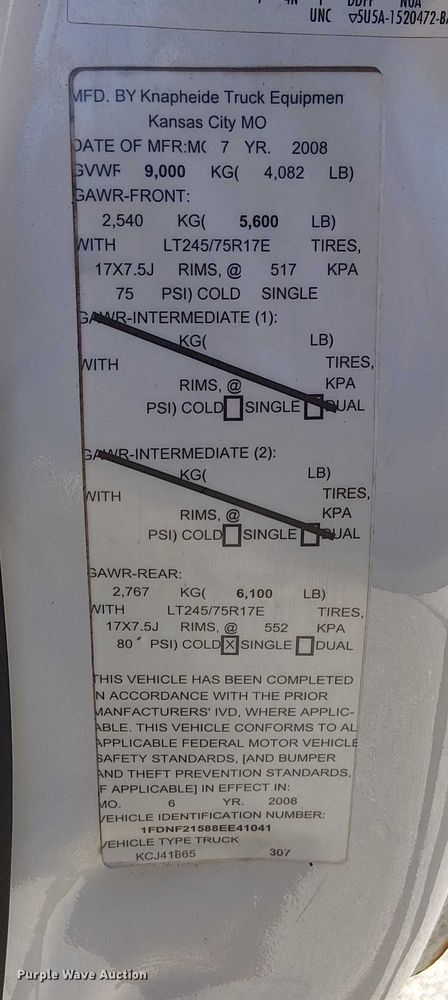 UNC ▽5U5A-1520472-B
MFD. BY Knapheide Truck Equipmen
Kansas City MO
DATE OF MFR:M( 7 YR. 2008
GVWF 9,000 KG( 4,082 LB)
GAWR-FRONT:
2,540 KG( 5,600 LB)
WITH LT245/75R17E TIRES,
17X7.5J RIMS, @ 517 KPA
75 PSI) COLD SINGLE
GAWR-INTERMEDIATE (1):
KG( LB)
WITH TIRES,
RIMS, @ KPA
PSI) COLD SINGLE DUAL
GAWR-INTERMEDIATE (2):
KG( LB)
WITH TIRES,
RIMS, @ KPA
PSI) COLD SINGLE DUAL
GAWR-REAR:
2,767 KG( 6,100 LB)
WITH LT245/75R17E TIRES,
17X7.5J RIMS, @ 552 KPA
80 PSI) COLD X SINGLE DUAL
THIS VEHICLE HAS BEEN COMPLETED
IN ACCORDANCE WITH THE PRIOR
MANFACTURERS' IVD, WHERE APPLIC-
ABLE. THIS VEHICLE CONFORMS TO AL
APPLICABLE FEDERAL MOTOR VEHICLE
SAFETY STANDARDS, [AND BUMPER
AND THEFT PREVENTION STANDARDS,
IF APPLICABLE] IN EFFECT IN:
MO. 6 YR. 2008
VEHICLE IDENTIFICATION NUMBER:
1FDNF21588EE41041
VEHICLE TYPE TRUCK
KCJ41865 307
Purple Wave Auction